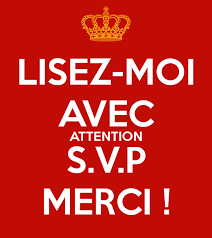 LISEZ-MOI
AVEC
ATTENTION
S.V.P
MERCI !